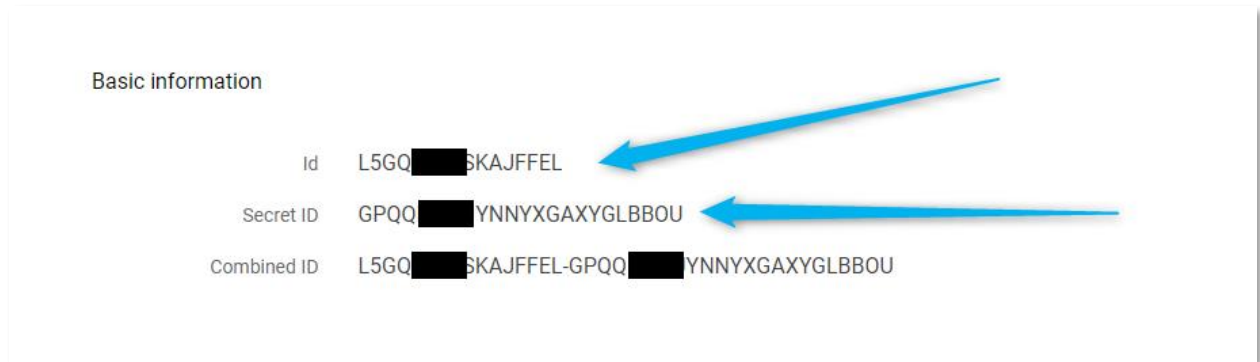 Basic information
Id L5GQ SKAJFFEL
Secret ID GPQQ YNNYXGAXYGLBBOU
Combined ID L5GQ SKAJFFEL-GPQQ YNNYXGAXYGLBBOU